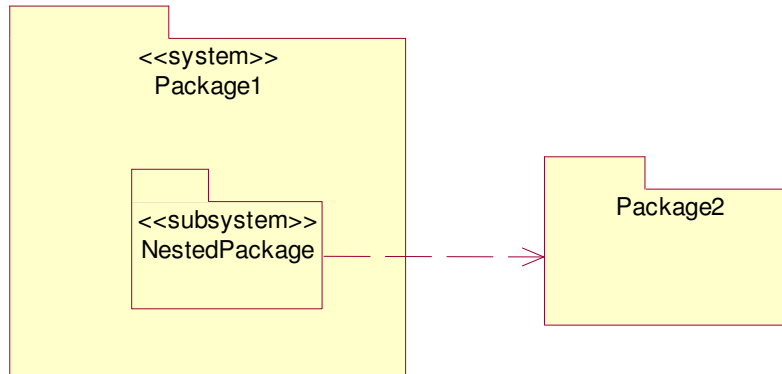 <<system>>
Package1
<<subsystem>>
NestedPackage
Package2